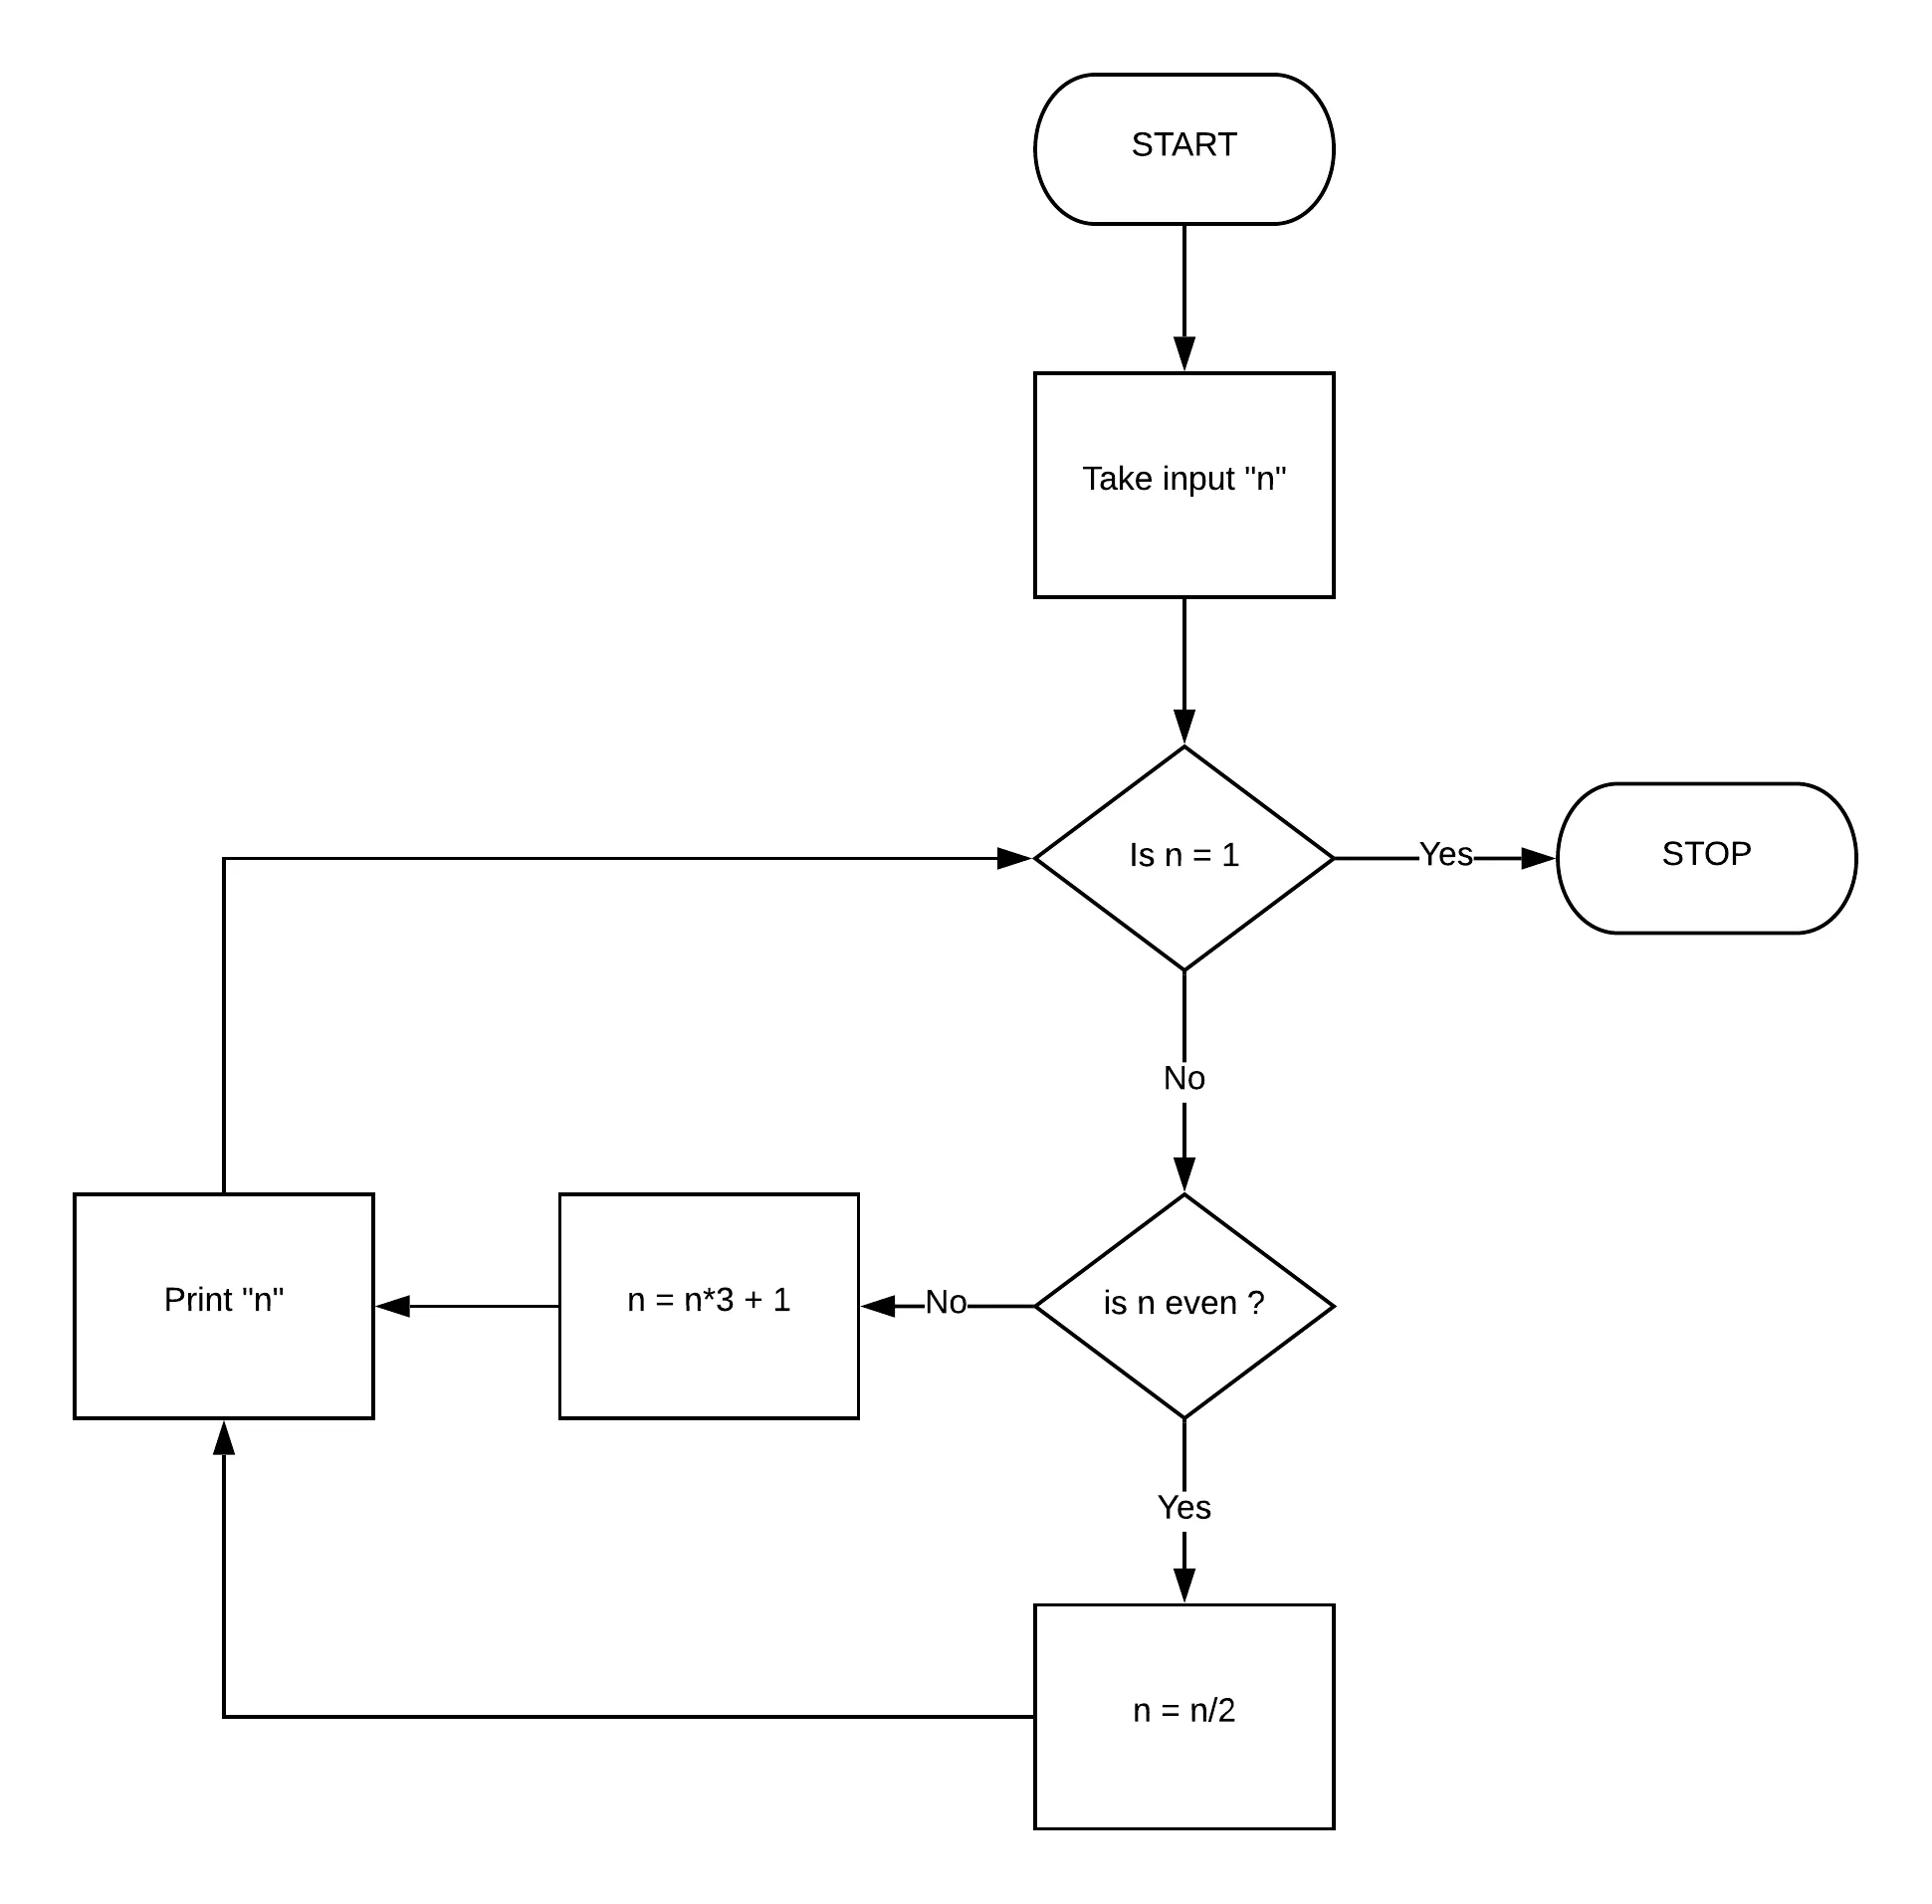 START
Take input "n"
Is n = 1
Yes
STOP
No
Print "n"
n = n*3 + 1
No
is n even ?
Yes
n = n/2